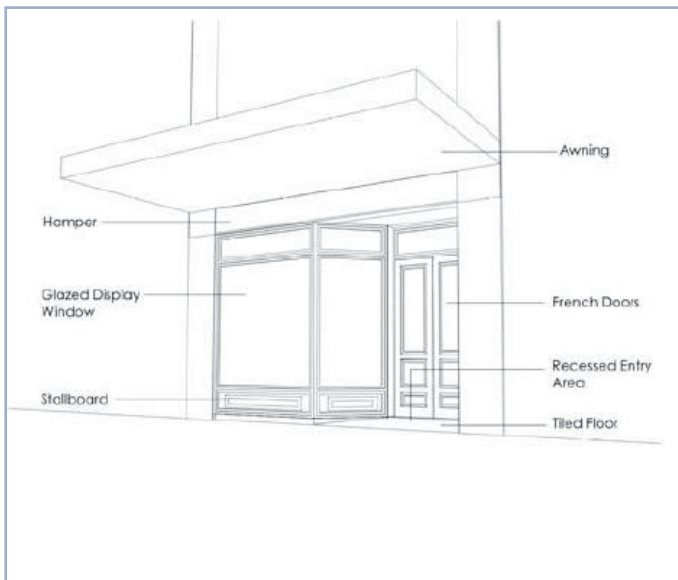 Awning
Hamper
Glazed Display
Window
French Doors
Recessed Entry
Area
Stallboard
Tiled Floor